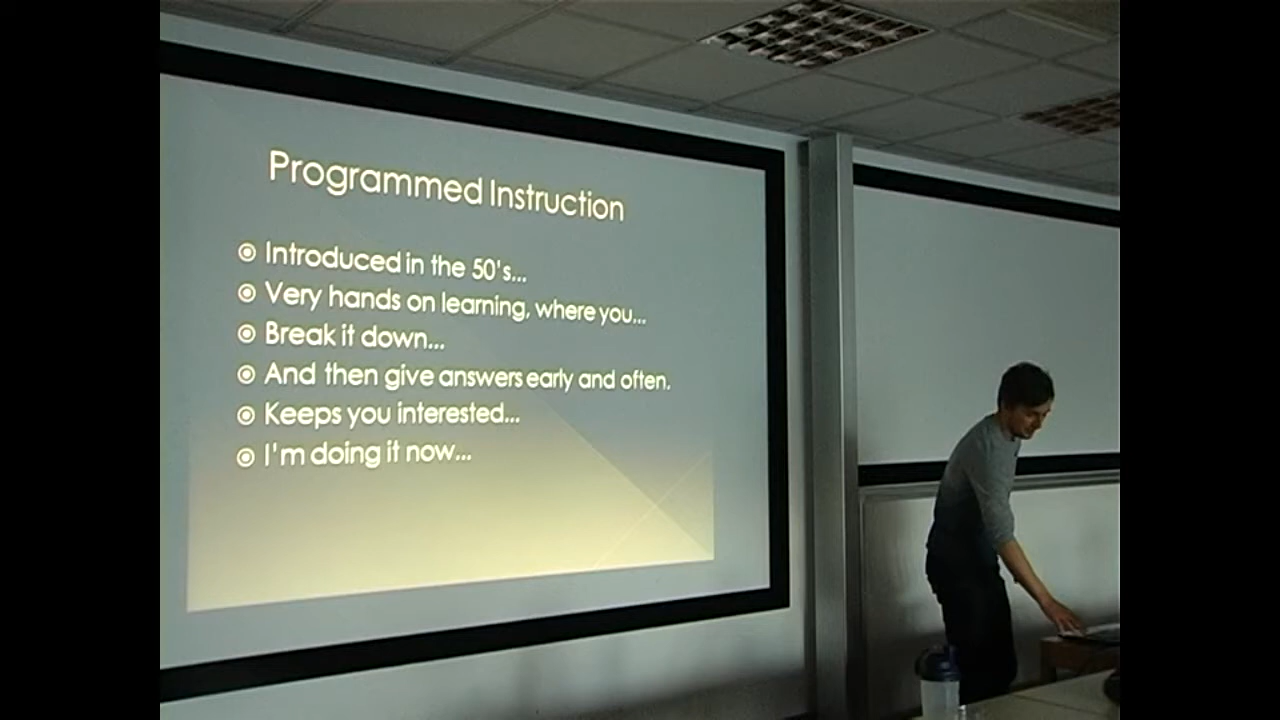 Programmed Instruction
Introduced in the 50's...
Very hands on learning, where you...
Break it down...
And then give answers early and often.
Keeps you interested...
I'm doing it now...